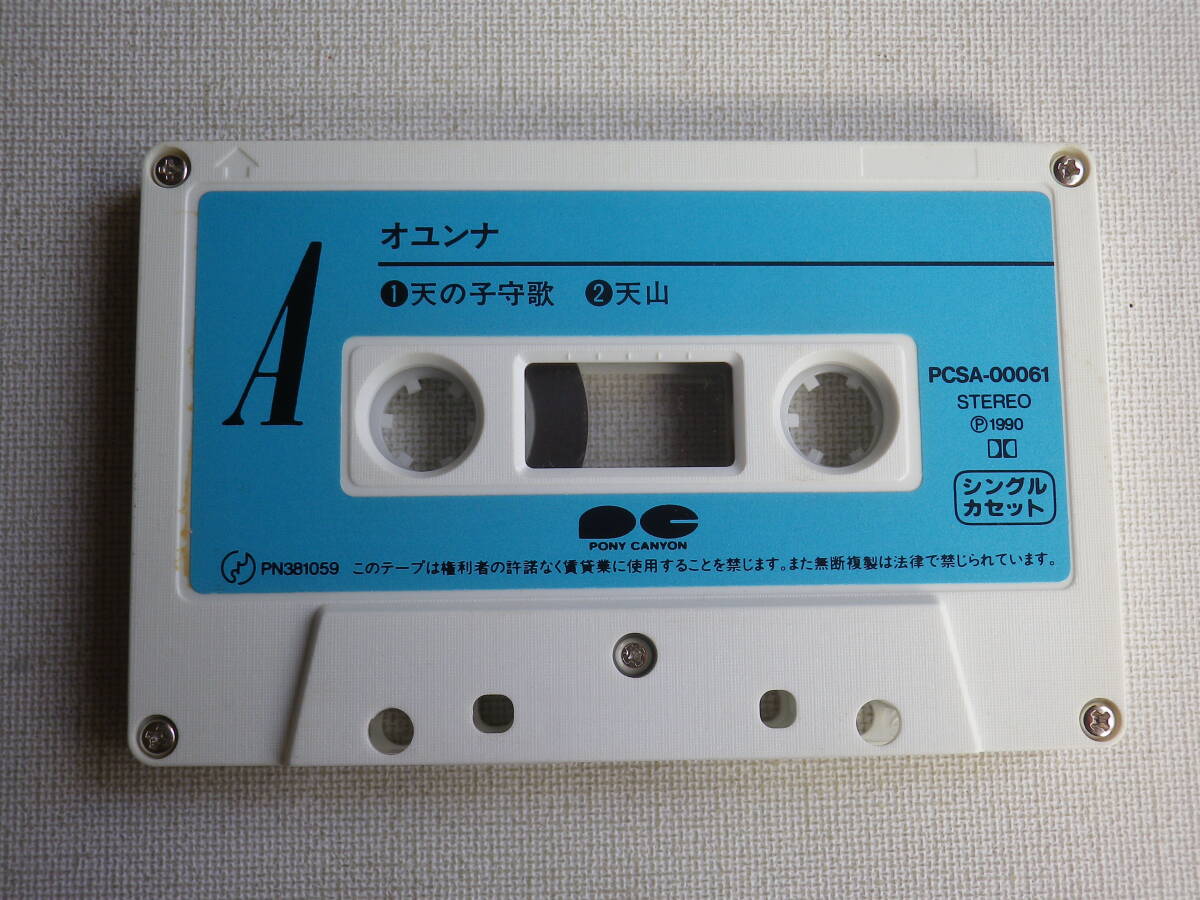 A
オユンナ
❶天の子守歌 ❷天山
PCSA-00061
STEREO
Ⓟ1990
シングル
カセット
PONY CANYON
PN381059 このテープは権利者の許諾なく賃貸業に使用することを禁じます。また無断複製は法律で禁じられています。